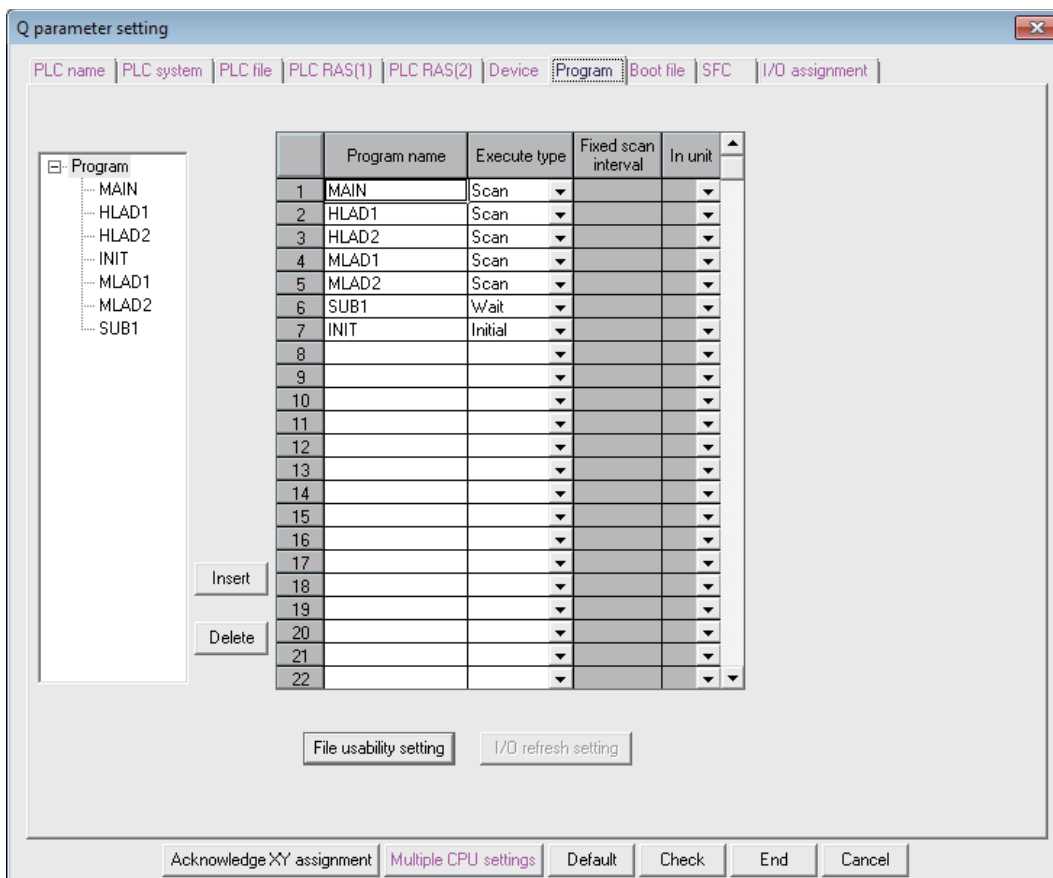 Q parameter setting
PLC name PLC system PLC file PLC RAS(1) PLC RAS(2) Device Program Boot file SFC I/O assignment
Program
MAIN
HLAD1
HLAD2
INIT
MLAD1
MLAD2
SUB1
Insert
Delete
Program name Execute type Fixed scan interval In unit
1 MAIN Scan
2 HLAD1 Scan
3 HLAD2 Scan
4 MLAD1 Scan
5 MLAD2 Scan
6 SUB1 Wait
7 INIT Initial
8
9
10
11
12
13
14
15
16
17
18
19
20
21
22
File usability setting I/O refresh setting
Acknowledge XY assignment Multiple CPU settings Default Check End Cancel